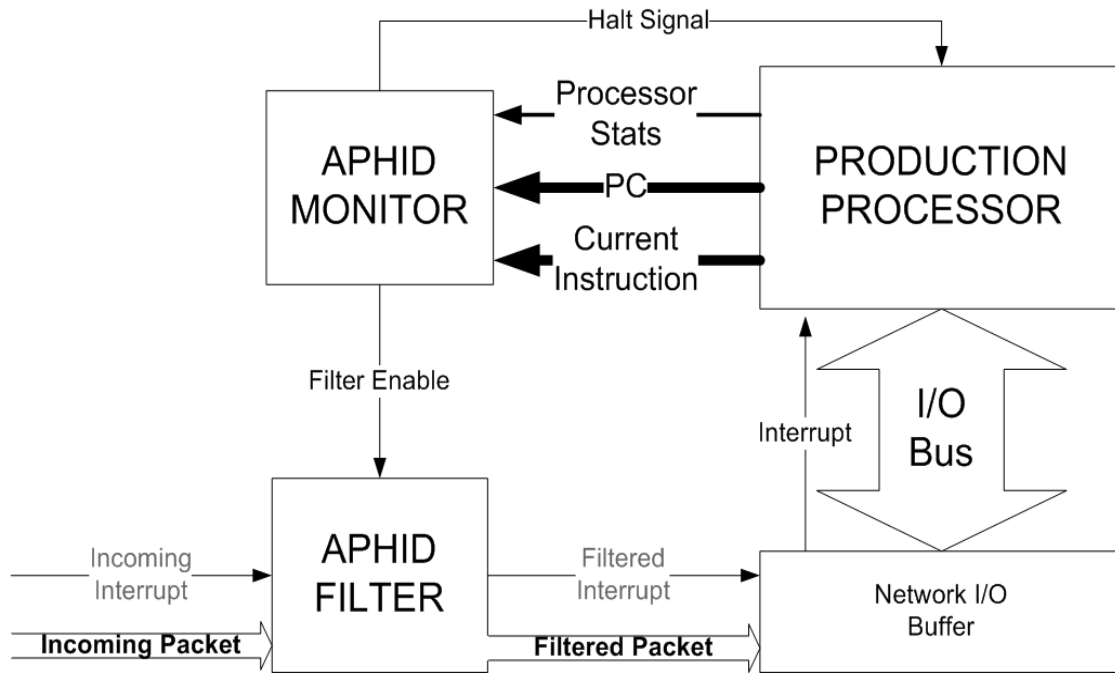 Halt Signal
Processor
Stats
APHID
MONITOR
PC
PRODUCTION
PROCESSOR
Current
Instruction
Filter Enable
Interrupt
I/O
Bus
Incoming
Interrupt
APHID
FILTER
Filtered
Interrupt
Network I/O
Buffer
Incoming Packet
Filtered Packet